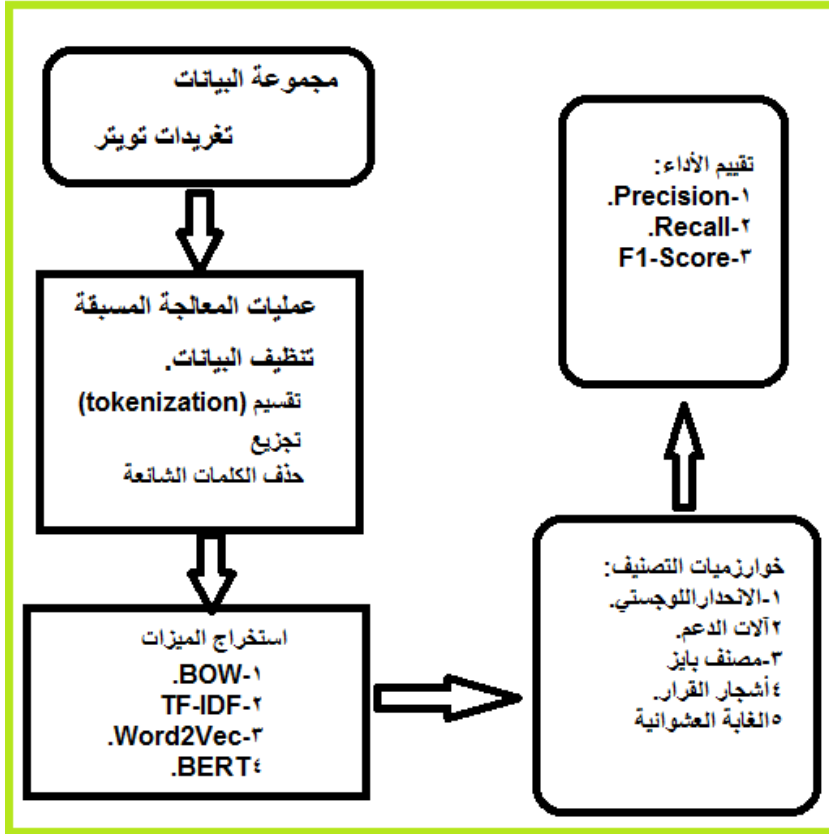 مجموعة البيانات
تغريدات تويتر
عمليات المعالجة المسبقة
تنظيف البيانات.
تقسيم (tokenization)
تجزيع
حذف الكلمات الشائعة
استخراج الميزات
١-BOW.
٢-TF-IDF
٣-Word2Vec.
٤BERT.
خوارزميات التصنيف:
١-الانحداراللوجستي.
٢آلات الدعم.
٣-مصنف بايز
٤أشجار القرار.
٥الغابة العشوائية
تقييم الأداء:
١-Precision.
٢-Recall.
٣-F1-Score